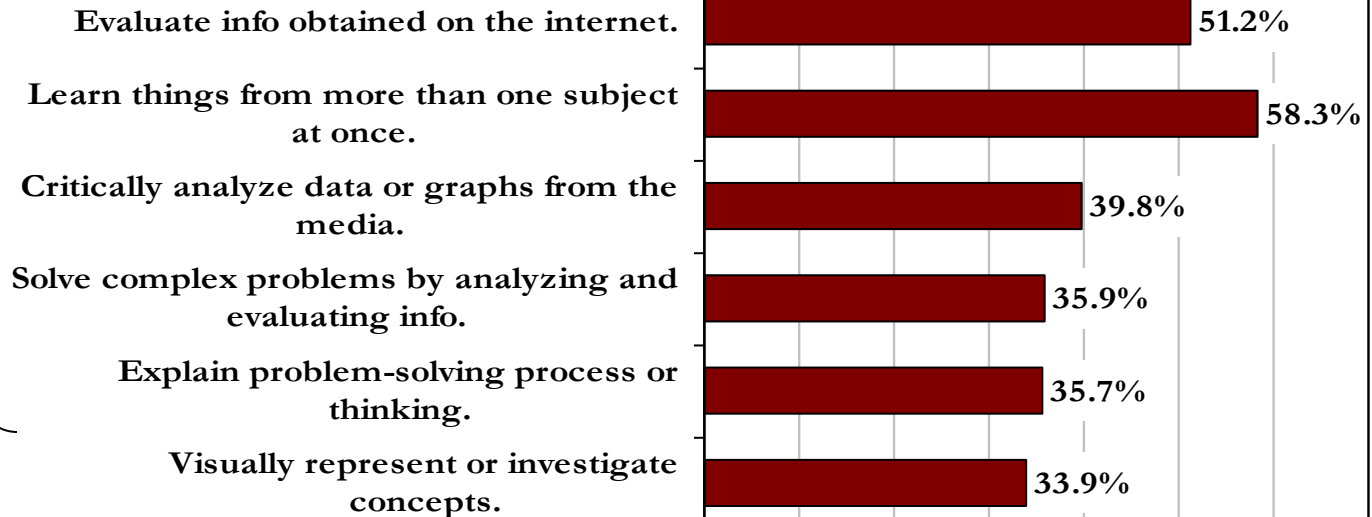 Evaluate info obtained on the internet.
51.2%
Learn things from more than one subject
at once.
58.3%
Critically analyze data or graphs from the
media.
39.8%
Solve complex problems by analyzing and
evaluating info.
35.9%
Explain problem-solving process or
thinking.
35.7%
Visually represent or investigate
concepts.
33.9%